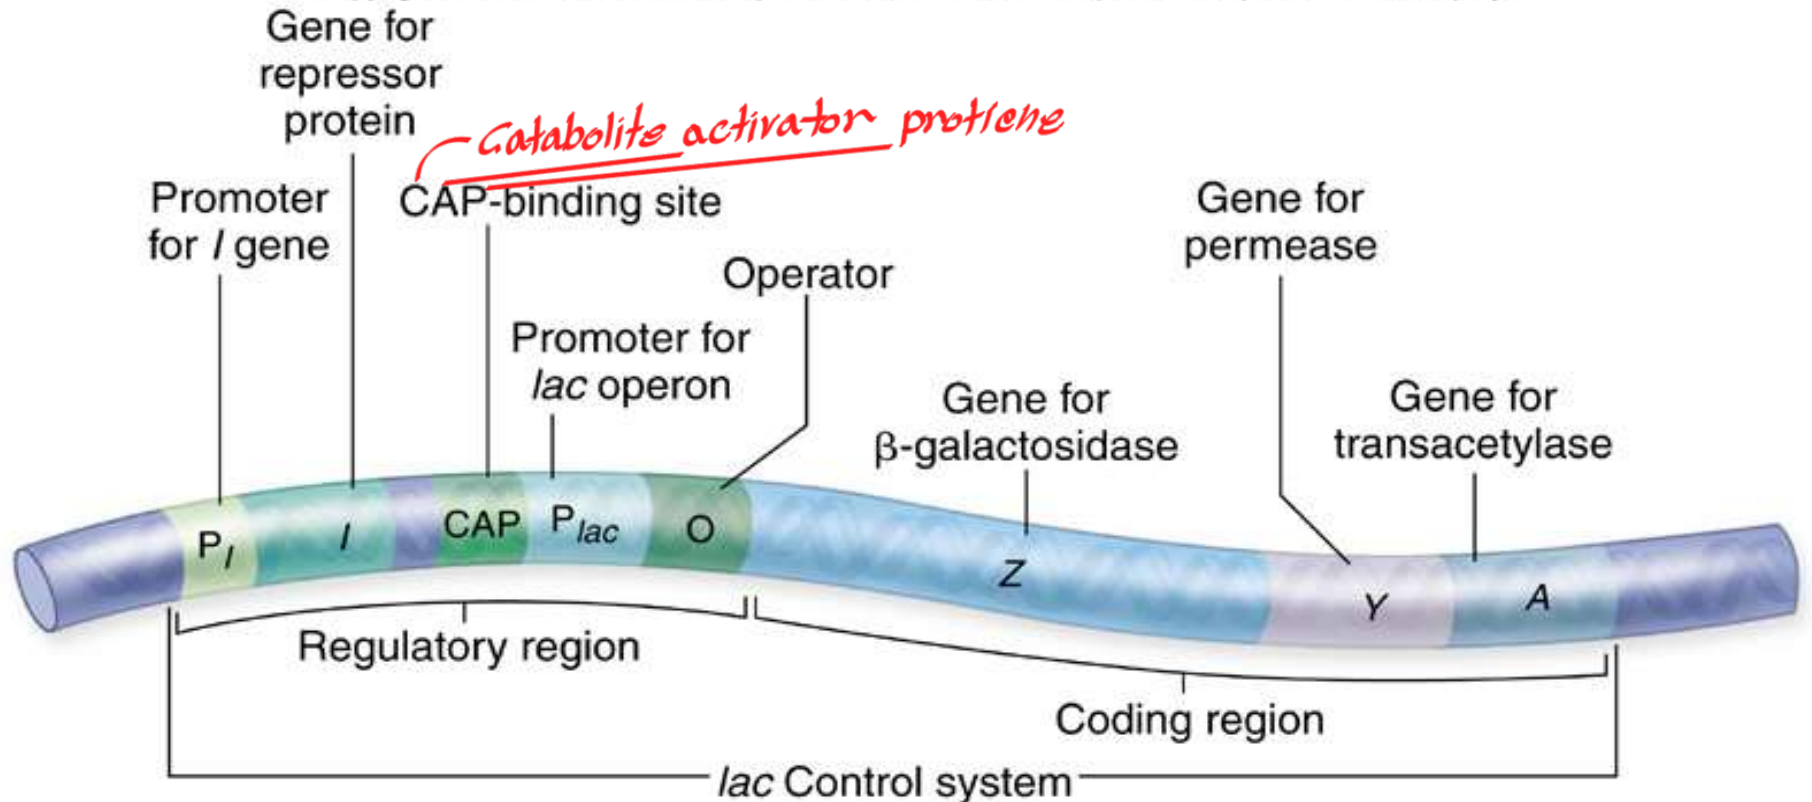 Gene for
repressor
protein
Catabolite activator protiene
Promoter
for I gene
CAP-binding site
Gene for
permease
Operator
Promoter for
lac operon
Gene for
β-galactosidase
Gene for
transacetylase
PI
I
CAP
Plac
O
Z
Y
A
Regulatory region
Coding region
lac Control system